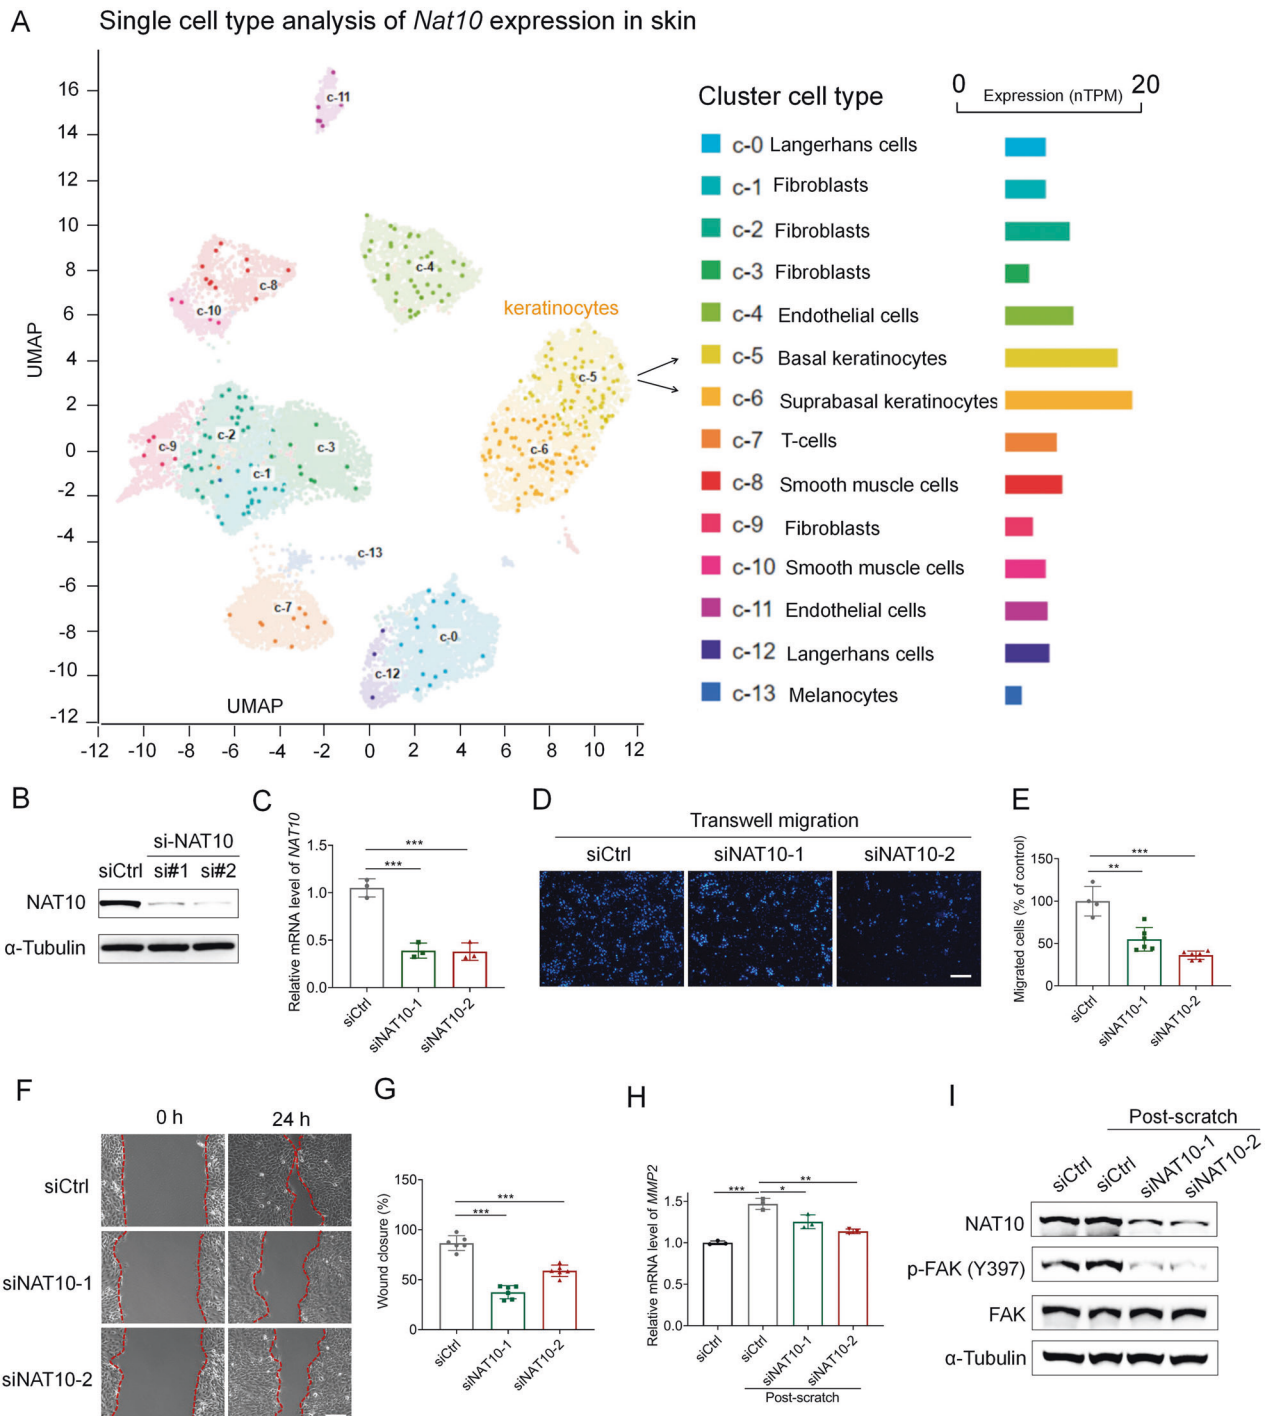 A
Single cell type analysis of Nat10 expression in skin
UMAP
16
14
12
10
8
6
4
2
0
-2
-4
-6
-8
-10
-12
-12 -10 -8 -6 -4 -2 0 2 4 6 8 10 12
UMAP
c-11
c-4
c-8
c-10
keratinocytes
c-5
c-6
c-9
c-2
c-3
c-1
c-13
c-7
c-0
c-12
Cluster cell type
0 Expression (nTPM) 20
c-0 Langerhans cells
c-1 Fibroblasts
c-2 Fibroblasts
c-3 Fibroblasts
c-4 Endothelial cells
c-5 Basal keratinocytes
c-6 Suprabasal keratinocytes
c-7 T-cells
c-8 Smooth muscle cells
c-9 Fibroblasts
c-10 Smooth muscle cells
c-11 Endothelial cells
c-12 Langerhans cells
c-13 Melanocytes
B
si-NAT10
siCtrl si#1 si#2
NAT10
α-Tubulin
C
Relative mRNA level of NAT10
1.5
1.0
0.5
0.0
***
***
siCtrl
siNAT10-1
siNAT10-2
D
Transwell migration
siCtrl siNAT10-1 siNAT10-2
E
Migrated cells (% of control)
150
100
50
0
***
**
siCtrl
siNAT10-1
siNAT10-2
F
0 h 24 h
siCtrl
siNAT10-1
siNAT10-2
G
Wound closure (%)
150
100
50
0
***
***
siCtrl
siNAT10-1
siNAT10-2
H
Relative mRNA level of MMP2
1.5
1.0
0.5
0.0
**
*** *
siCtrl
siCtrl
siNAT10-1
siNAT10-2
Post-scratch
I
Post-scratch
siCtrl
siCtrl
siNAT10-1
siNAT10-2
NAT10
p-FAK (Y397)
FAK
α-Tubulin